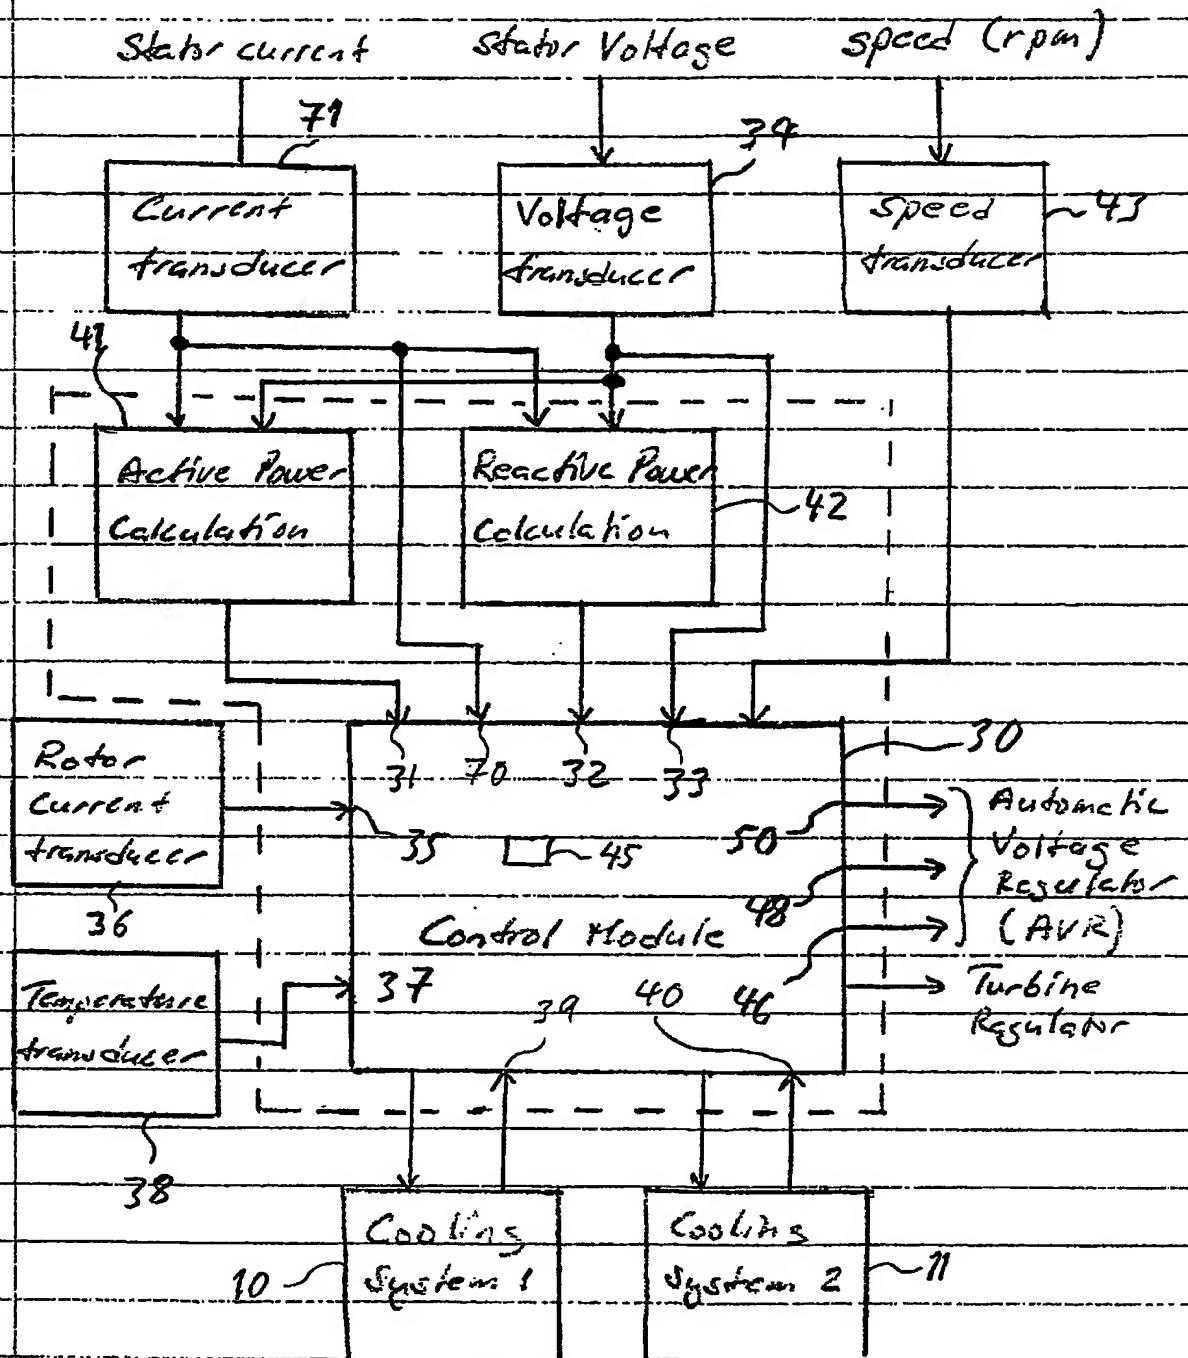 Stator current
Stator Voltage
speed (rpm)
71
34
43
Current
transducer
Voltage
transducer
Speed
transducer
41
Active Power
Calculation
Reactive Power
Calculation
42
Rotor
Current
transducer
36
31
70
32
33
30
35
45
50
48
46
Control Module
Automatic
Voltage
Regulator
(AVR)
Turbine
Regulator
Temperature
transducer
38
37
39
40
Cooling
System 1
10
Cooling
System 2
11